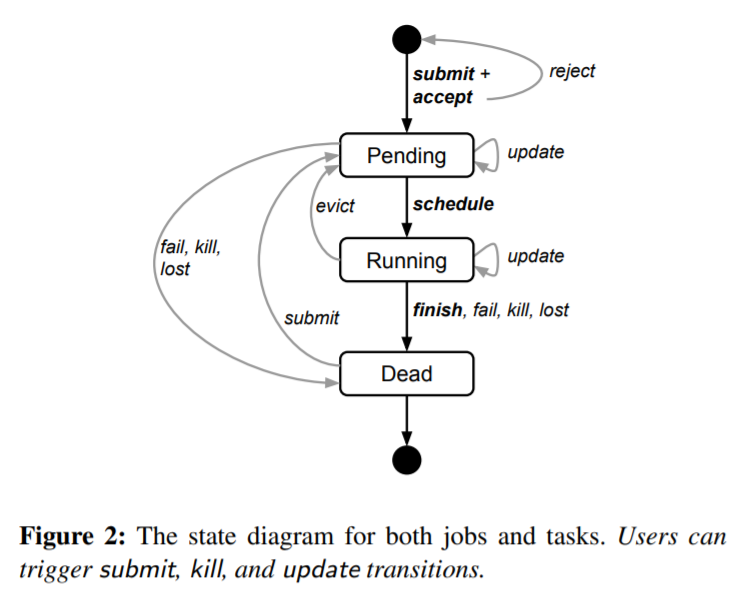 submit +
accept
reject
Pending
update
evict
schedule
fail, kill,
lost
Running
update
submit
finish, fail, kill, lost
Dead
Figure 2: The state diagram for both jobs and tasks. Users can
trigger submit, kill, and update transitions.